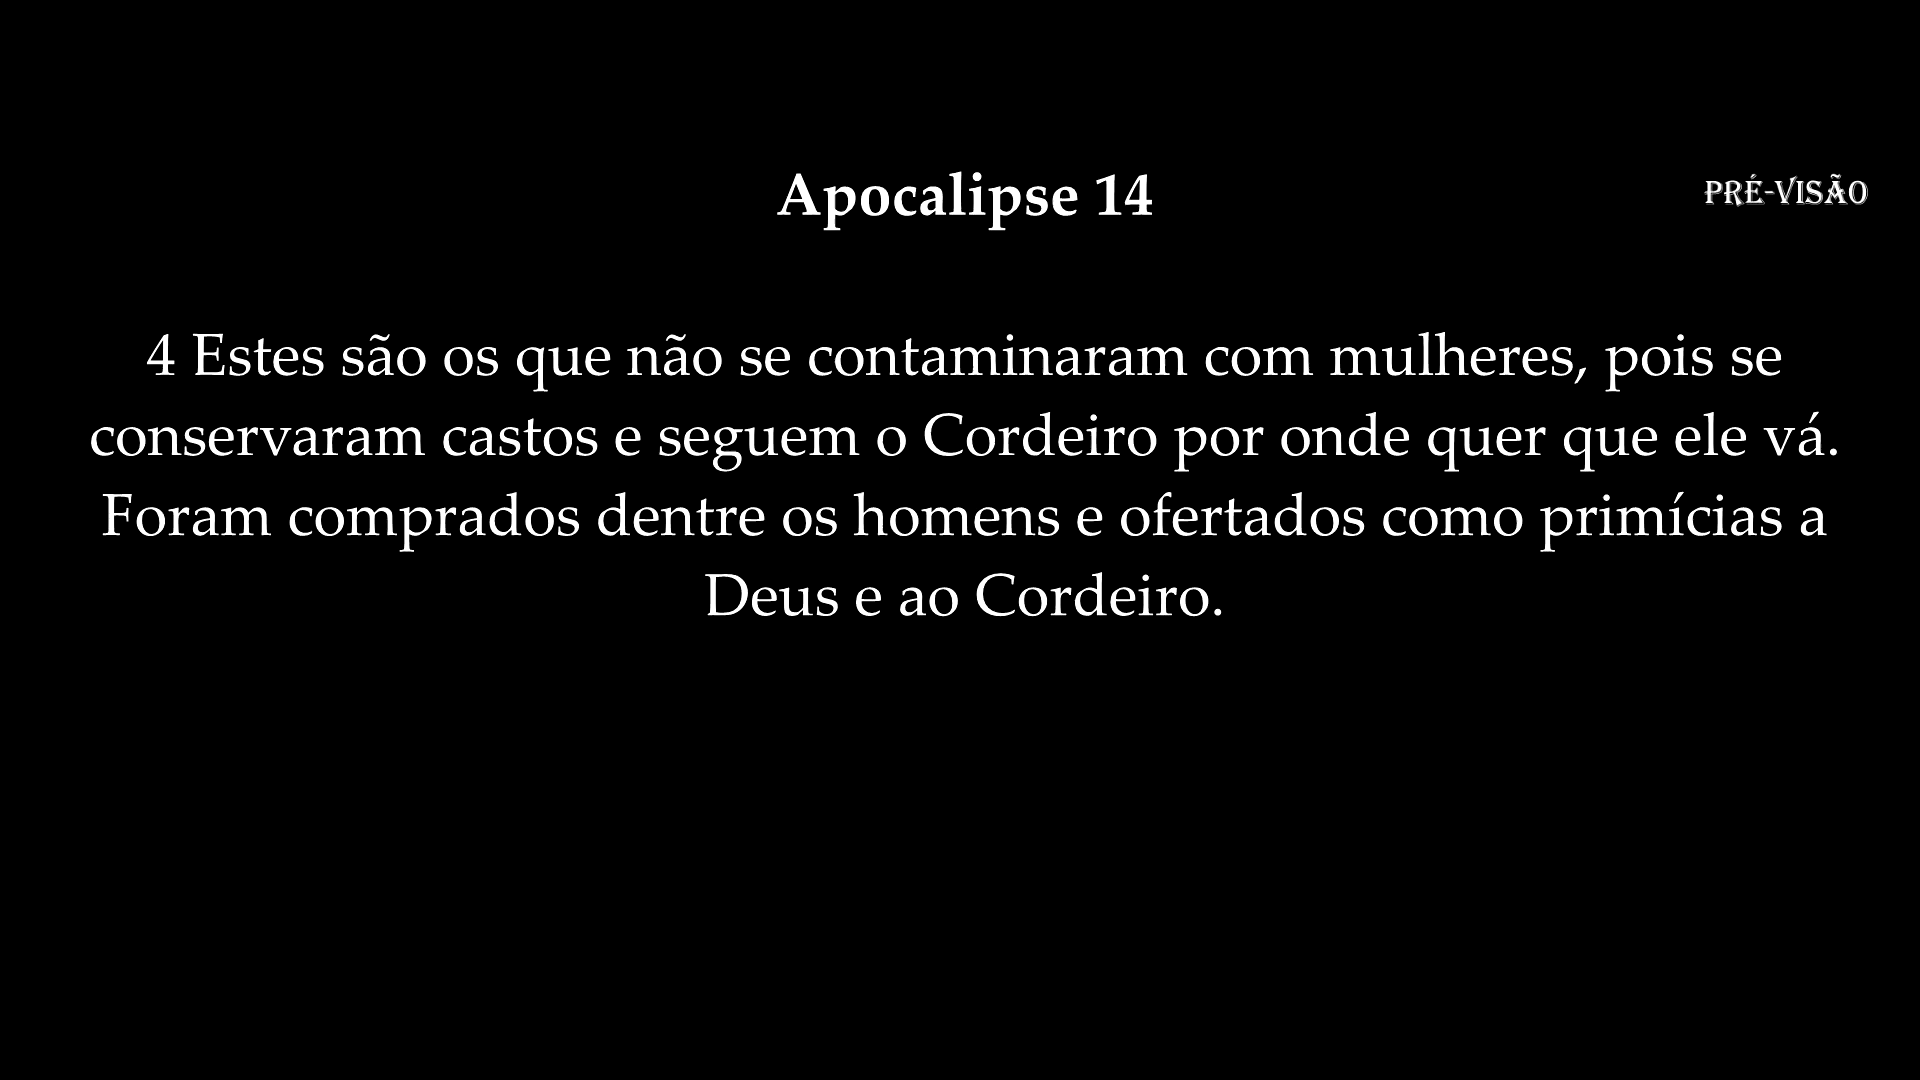 Apocalipse 14
PRÉ-VISÃO
4 Estes são os que não se contaminaram com mulheres, pois se
conservaram castos e seguem o Cordeiro por onde quer que ele vá.
Foram comprados dentre os homens e ofertados como primícias a
Deus e ao Cordeiro.